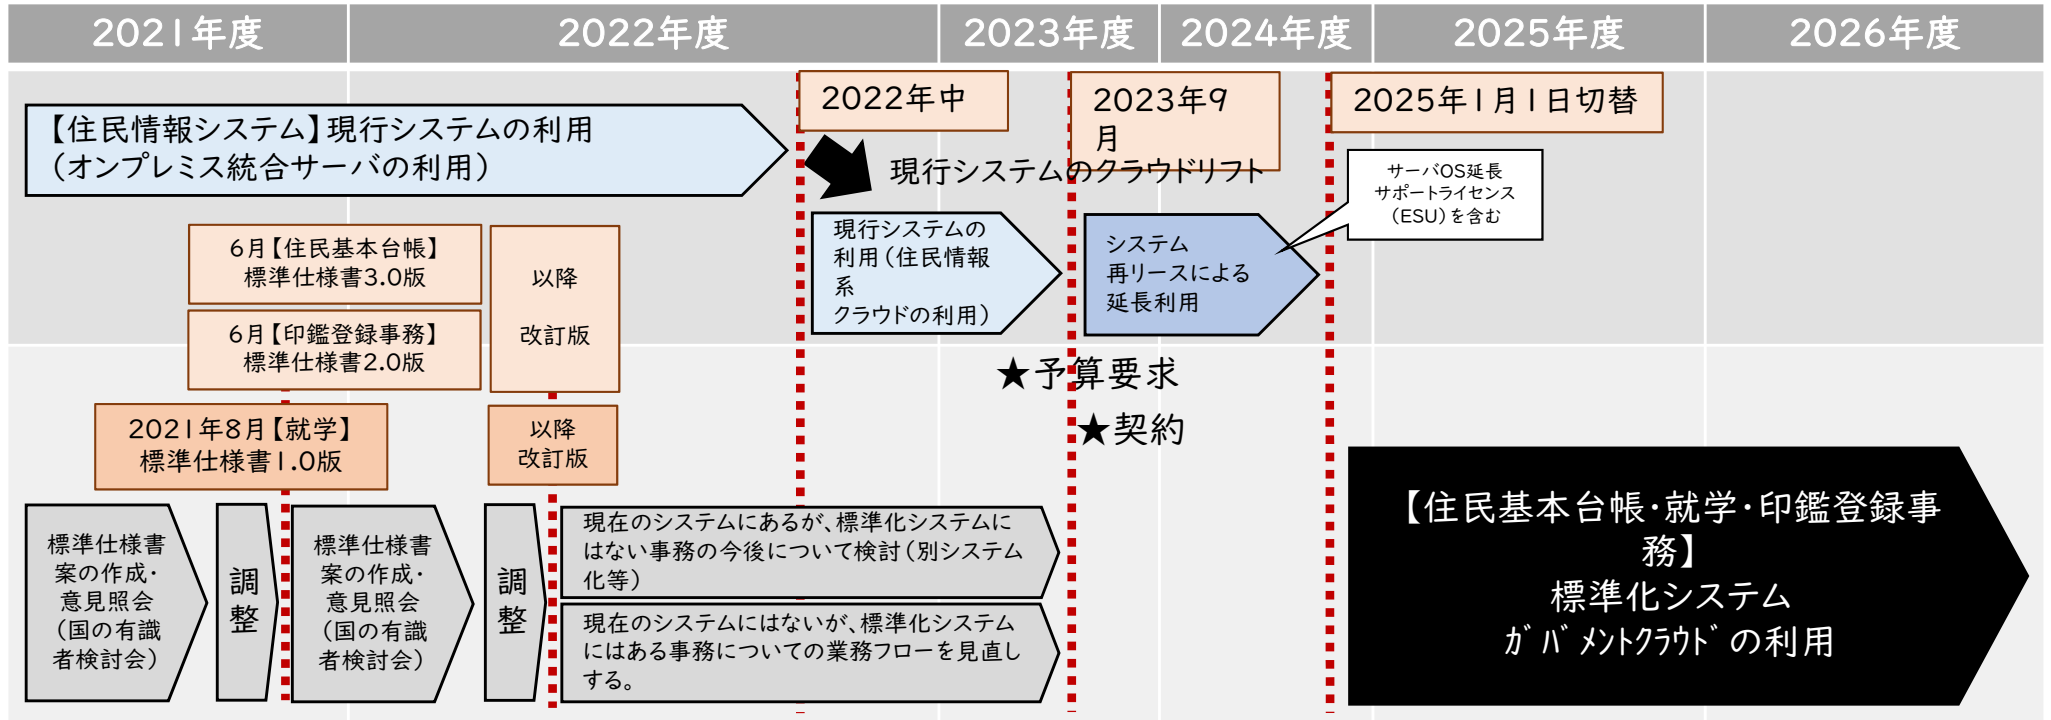 2021年度
2022年度
2023年度
2024年度
2025年度
2026年度
2022年中
2023年9
月
2025年1月1日切替
【住民情報システム】現行システムの利用
（オンプレミス統合サーバの利用）
現行システムのクラウドリフト
サーバOS延長
サポートライセンス
（ESU）を含む
現行システムの
利用（住民情報
系
クラウドの利用）
システム
再リースによる
延長利用
6月【住民基本台帳】
標準仕様書3.0版
6月【印鑑登録事務】
標準仕様書2.0版
以降
改訂版
★予算要求
★契約
2021年8月【就学】
標準仕様書1.0版
以降
改訂版
標準仕様書
案の作成・
意見照会
（国の有識
者検討会）
調
整
標準仕様書
案の作成・
意見照会
（国の有識
者検討会）
調
整
現在のシステムにあるが、標準化システムに
はない事務の今後について検討（別システム
化等）
現在のシステムにはないが、標準化システム
にはある事務についての業務フローを見直し
する。
【住民基本台帳・就学・印鑑登録事
務】
標準化システム
ｶﾞﾊﾞﾒﾝﾄｸﾗｳﾄﾞの利用